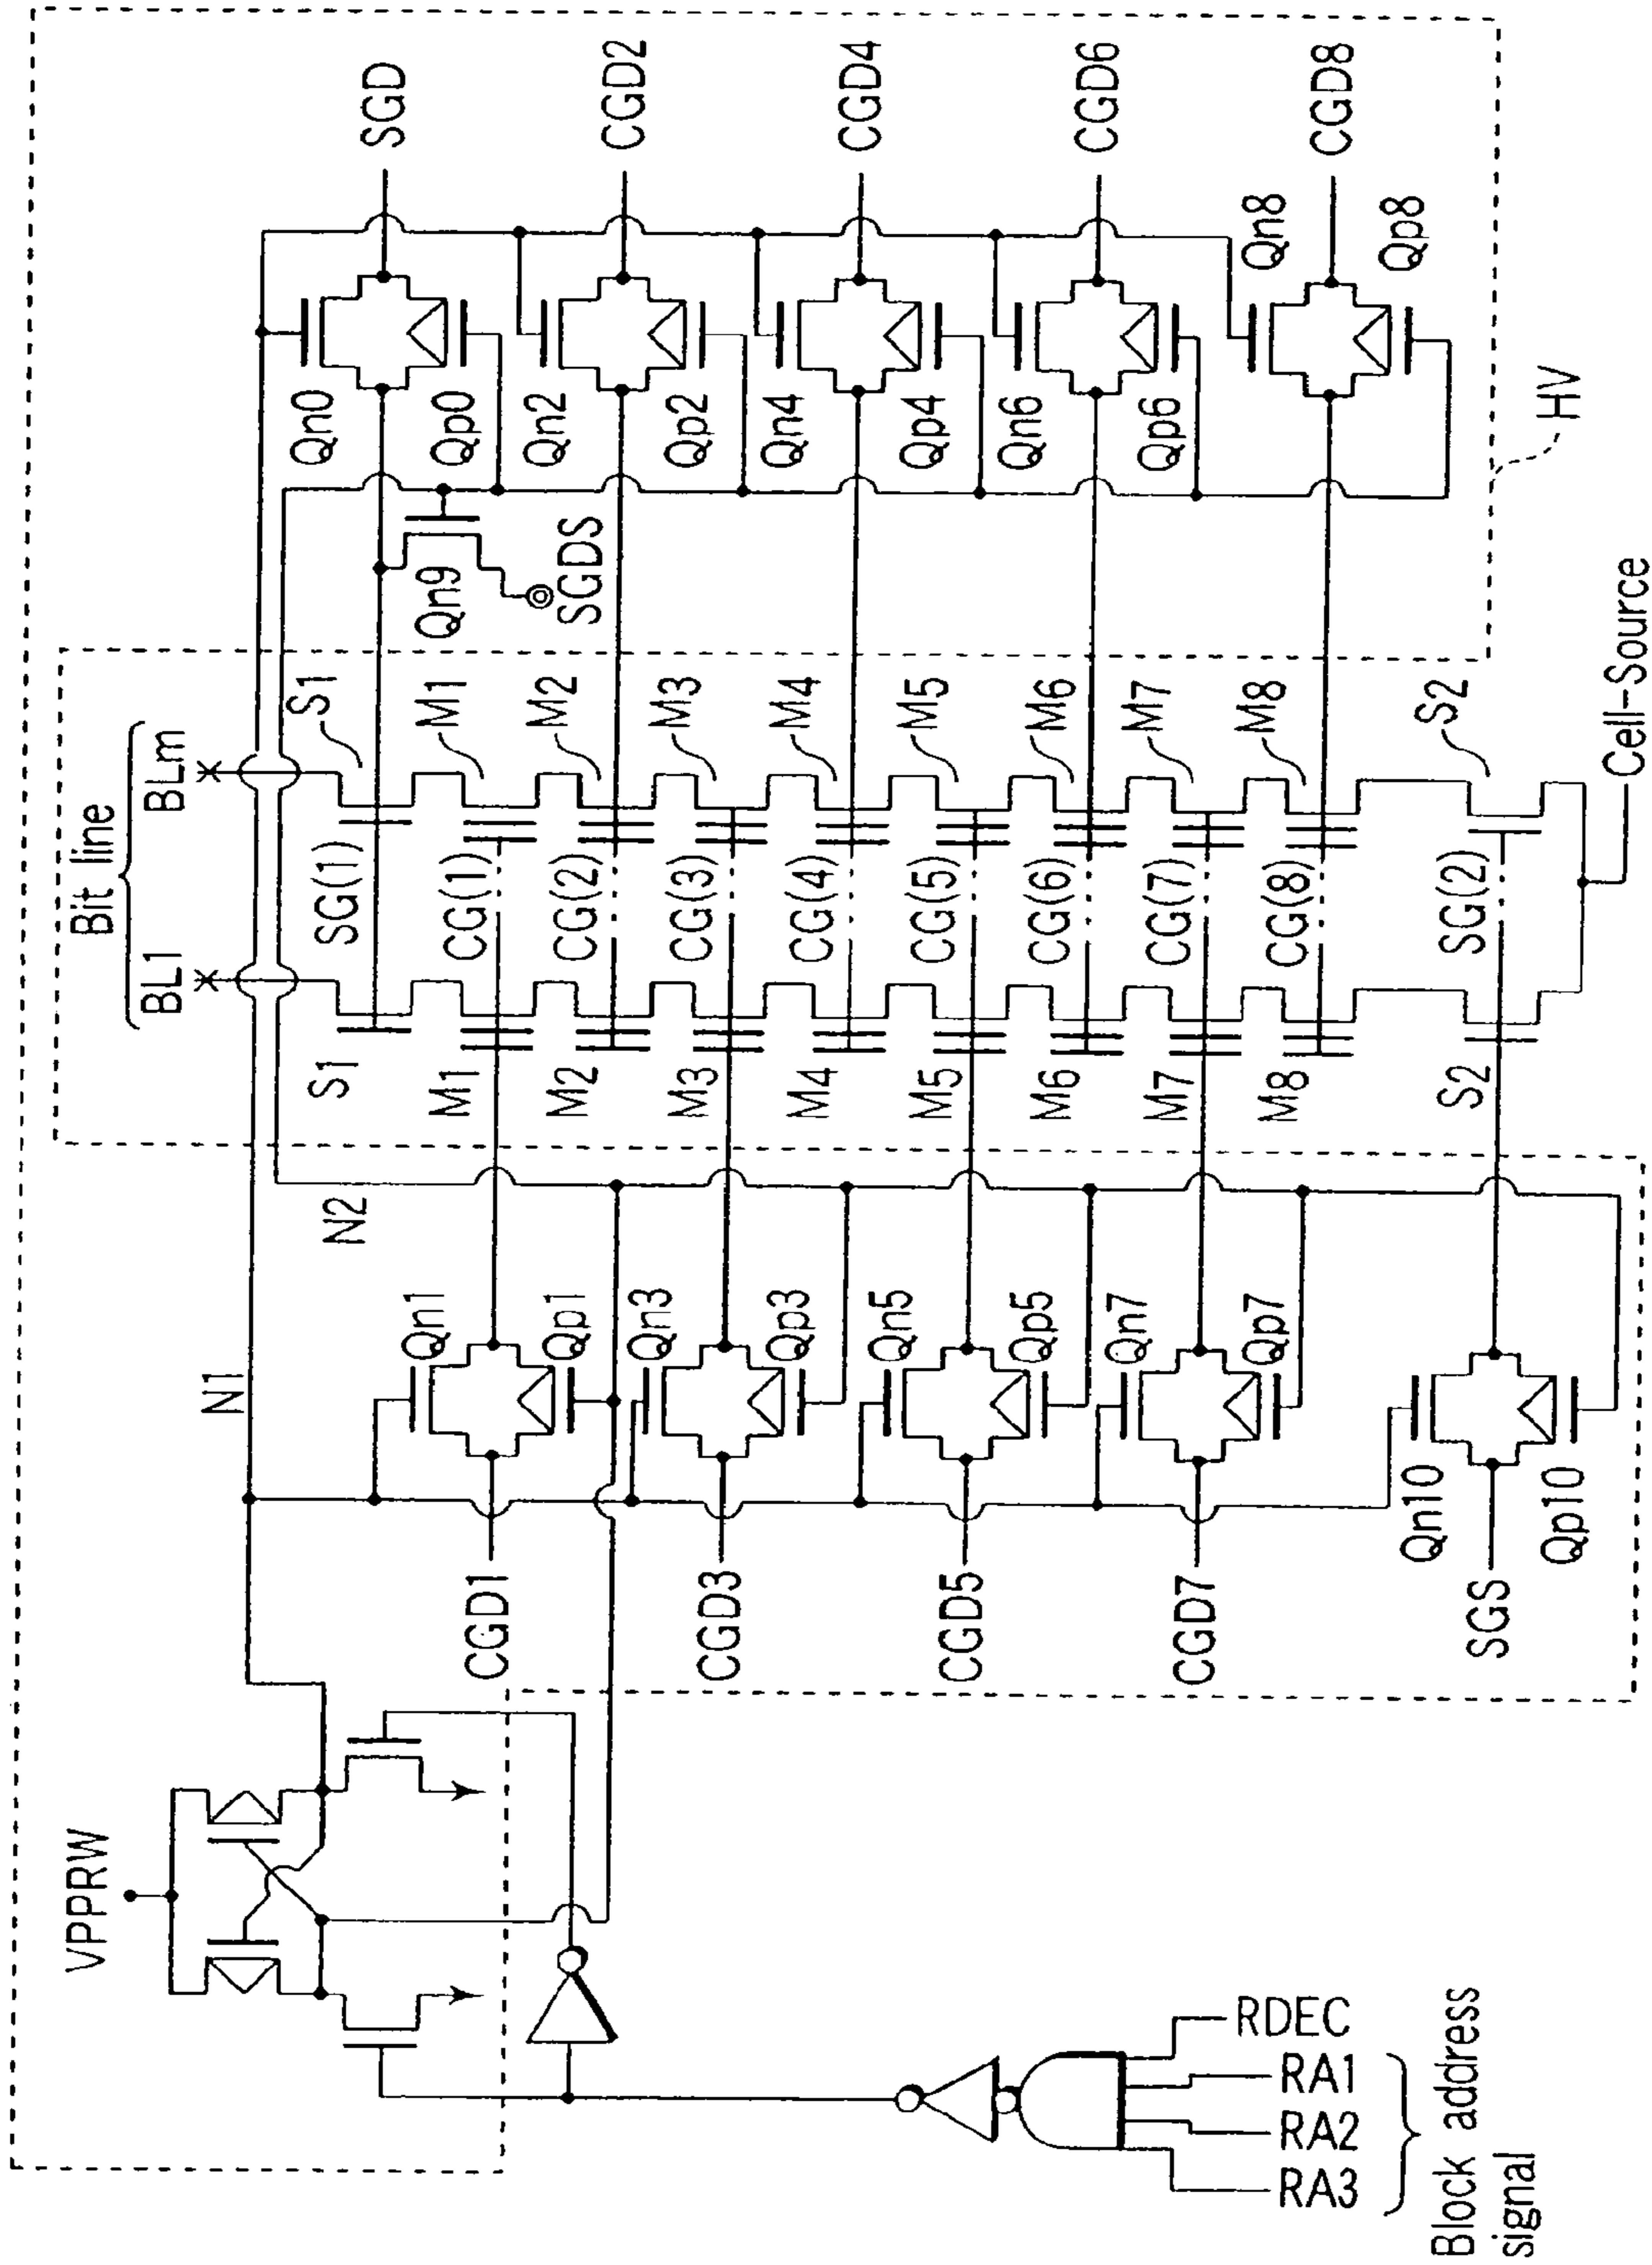 Bit line
BL1
BLm
VPPRW
N1
N2
S1
S1
SG(1)
SGD
Qn0
Qp0
Qn9
SGDS
M1
M1
CG(1)
CGD1
Qn1
Qp1
M2
M2
CG(2)
CGD2
Qn2
Qp2
M3
M3
CG(3)
CGD3
Qn3
Qp3
M4
M4
CG(4)
CGD4
Qn4
Qp4
M5
M5
CG(5)
CGD5
Qn5
Qp5
M6
M6
CG(6)
CGD6
Qn6
Qp6
M7
M7
CG(7)
CGD7
Qn7
Qp7
M8
M8
CG(8)
CGD8
Qn8
Qp8
S2
S2
SG(2)
SGS
Qn10
Qp10
HV
Cell-Source
RDEC
RA1
RA2
RA3
Block address
signal